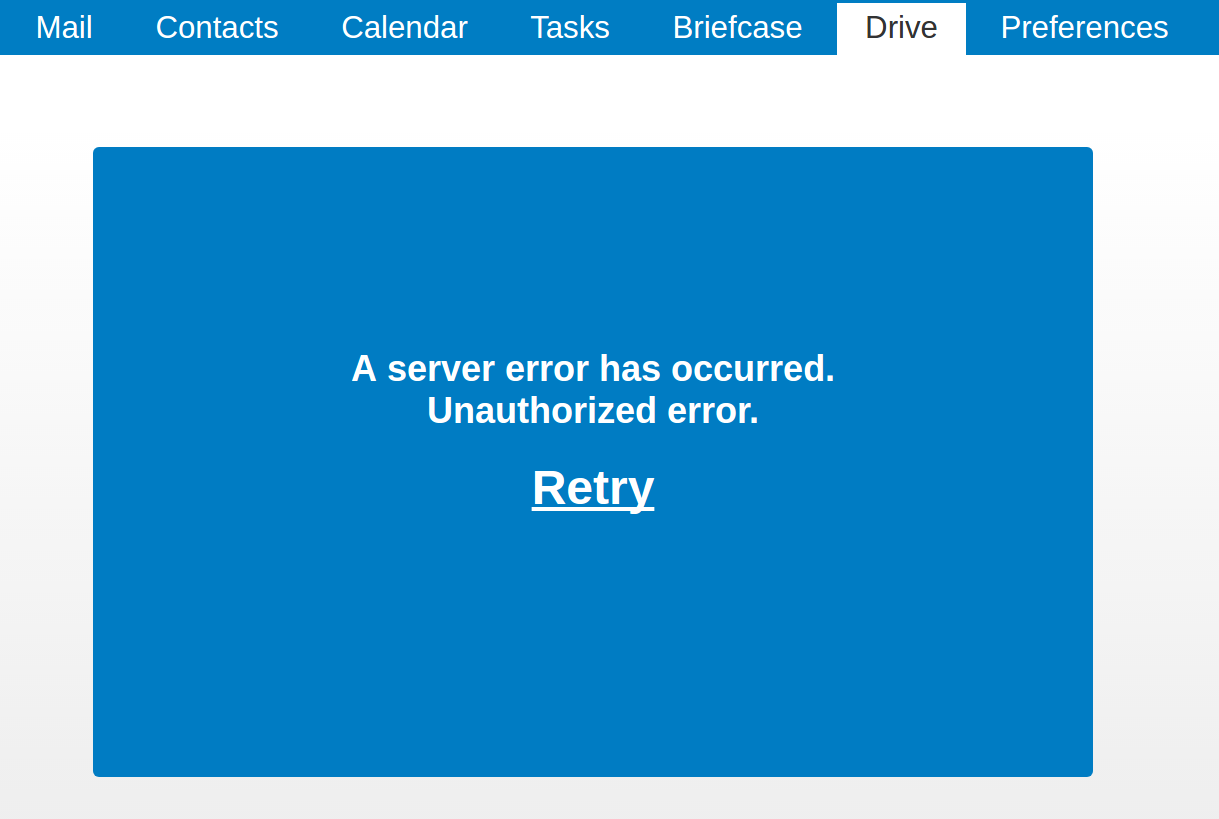 Mail Contacts Calendar Tasks Briefcase Drive Preferences
A server error has occurred.
Unauthorized error.
Retry